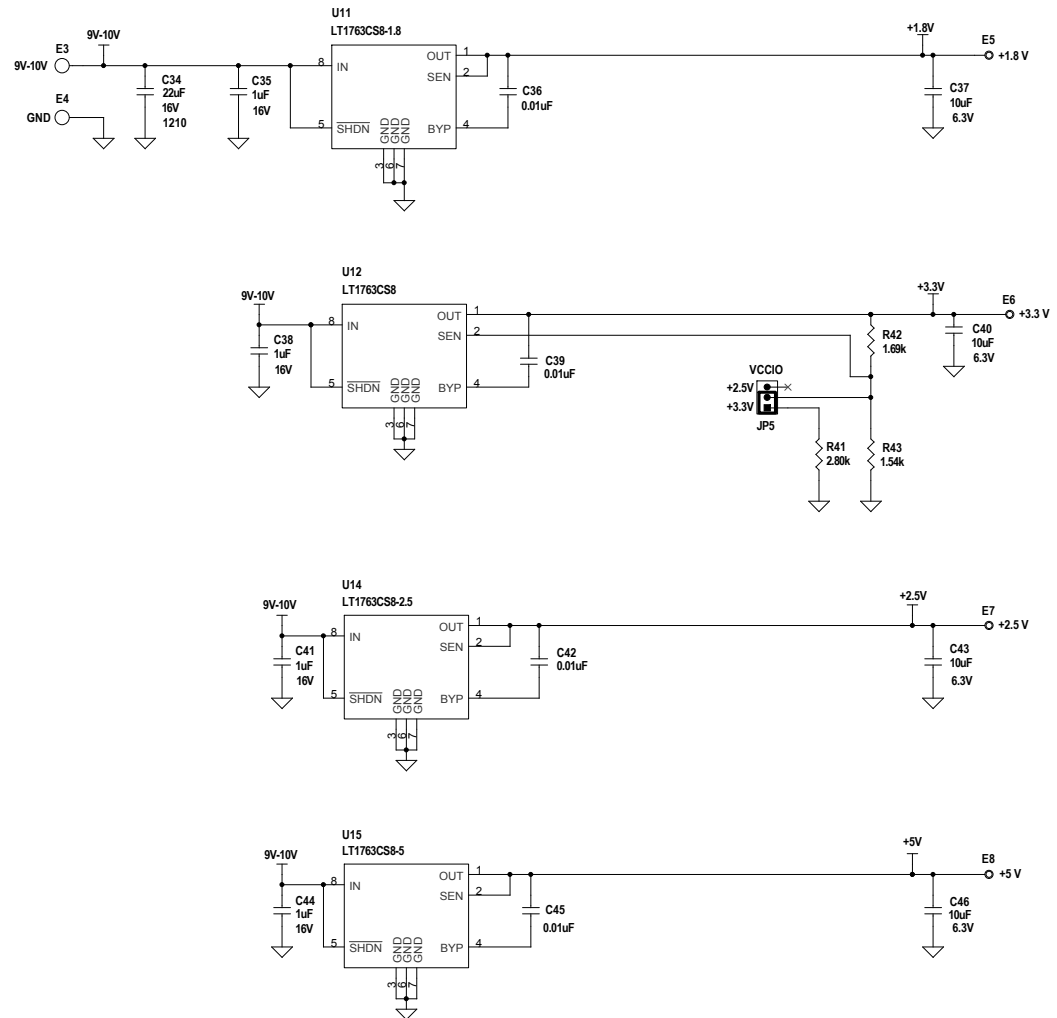 U11
LT1763CS8-1.8
9V-10V
E3
9V-10V
E4
GND
C34
22uF
16V
1210
C35
1uF
16V
8
IN
5
SHDN
GND
GND
GND
3
6
7
OUT
1
SEN
2
BYP
4
C36
0.01uF
+1.8V
E5
+1.8 V
C37
10uF
6.3V
U12
LT1763CS8
9V-10V
C38
1uF
16V
8
IN
5
SHDN
GND
GND
GND
3
6
7
OUT
1
SEN
2
BYP
4
C39
0.01uF
VCCIO
+2.5V
+3.3V
JP5
R41
2.80k
R42
1.69k
R43
1.54k
+3.3V
E6
+3.3 V
C40
10uF
6.3V
U14
LT1763CS8-2.5
9V-10V
C41
1uF
16V
8
IN
5
SHDN
GND
GND
GND
3
6
7
OUT
1
SEN
2
BYP
4
C42
0.01uF
+2.5V
E7
+2.5 V
C43
10uF
6.3V
U15
LT1763CS8-5
9V-10V
C44
1uF
16V
8
IN
5
SHDN
GND
GND
GND
3
6
7
OUT
1
SEN
2
BYP
4
C45
0.01uF
+5V
E8
+5 V
C46
10uF
6.3V